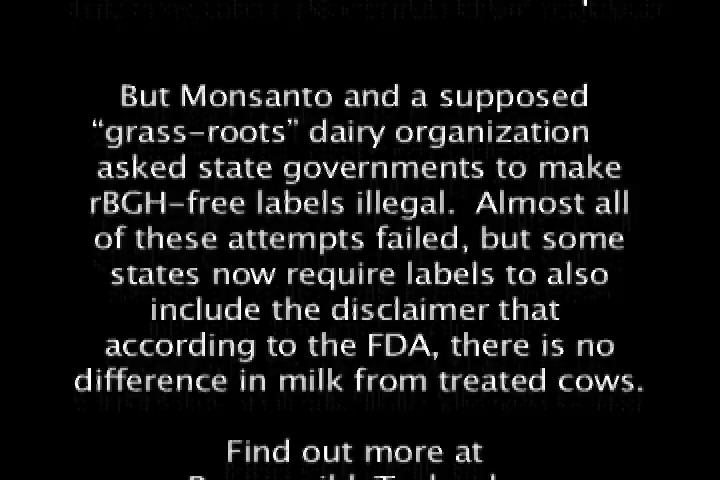 But Monsanto and a supposed
“grass-roots” dairy organization
asked state governments to make
rBGH-free labels illegal.  Almost all
of these attempts failed, but some
states now require labels to also
include the disclaimer that
according to the FDA, there is no
difference in milk from treated cows.
Find out more at